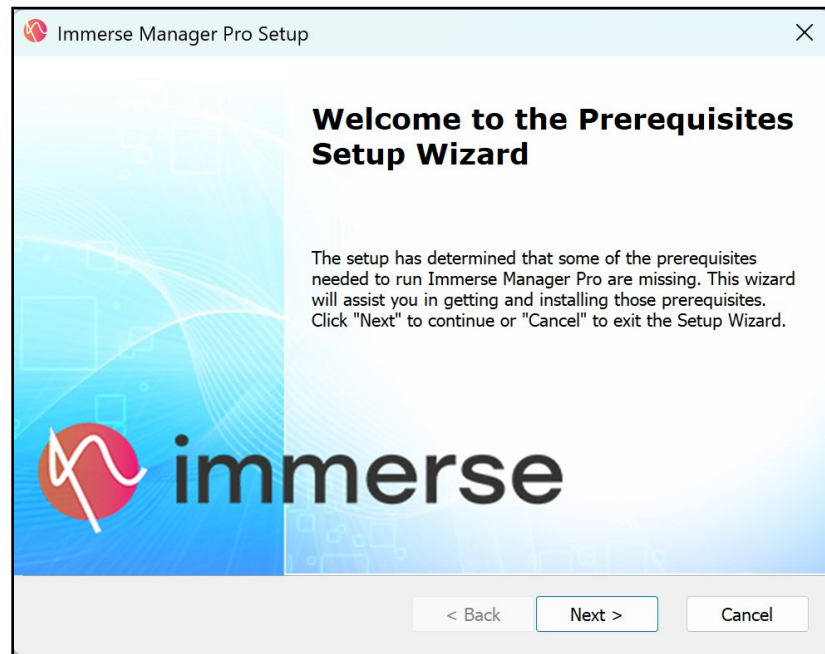 Immerse Manager Pro Setup
Welcome to the Prerequisites
Setup Wizard
The setup has determined that some of the prerequisites
needed to run Immerse Manager Pro are missing. This wizard
will assist you in getting and installing those prerequisites.
Click "Next" to continue or "Cancel" to exit the Setup Wizard.
immerse
< Back
Next >
Cancel